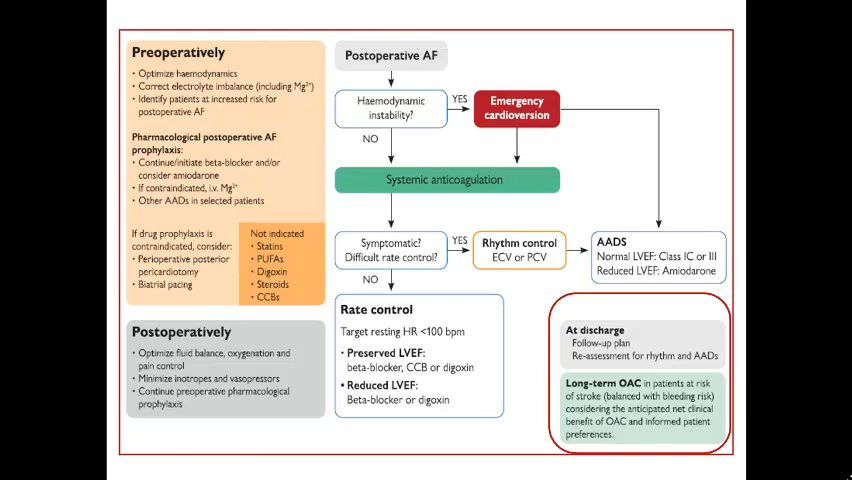 Preoperatively
• Optimize haemodynamics
• Correct electrolyte imbalance (including Mg²⁺)
• Identify patients at increased risk for
postoperative AF
Pharmacological postoperative AF
prophylaxis:
• Continue/initiate beta-blocker and/or
consider amiodarone
• If contraindicated, i.v. Mg²⁺
• Other AADs in selected patients
If drug prophylaxis is
contraindicated, consider:
• Perioperative posterior
pericardiotomy
• Biatrial pacing
Not indicated
• Statins
• PUFAs
• Digoxin
• Steroids
• CCBs
Postoperatively
• Optimize fluid balance, oxygenation and
pain control
• Minimize inotropes and vasopressors
• Continue preoperative pharmacological
prophylaxis
Postoperative AF
Haemodynamic
instability?
YES
Emergency
cardioversion
NO
Systemic anticoagulation
Symptomatic?
Difficult rate control?
YES
Rhythm control
ECV or PCV
AADS
Normal LVEF: Class IC or III
Reduced LVEF: Amiodarone
NO
Rate control
Target resting HR <100 bpm
• Preserved LVEF:
beta-blocker, CCB or digoxin
• Reduced LVEF:
Beta-blocker or digoxin
At discharge
Follow-up plan
Re-assessment for rhythm and AADs
Long-term OAC in patients at risk
of stroke (balanced with bleeding risk)
considering the anticipated net clinical
benefit of OAC and informed patient
preferences.